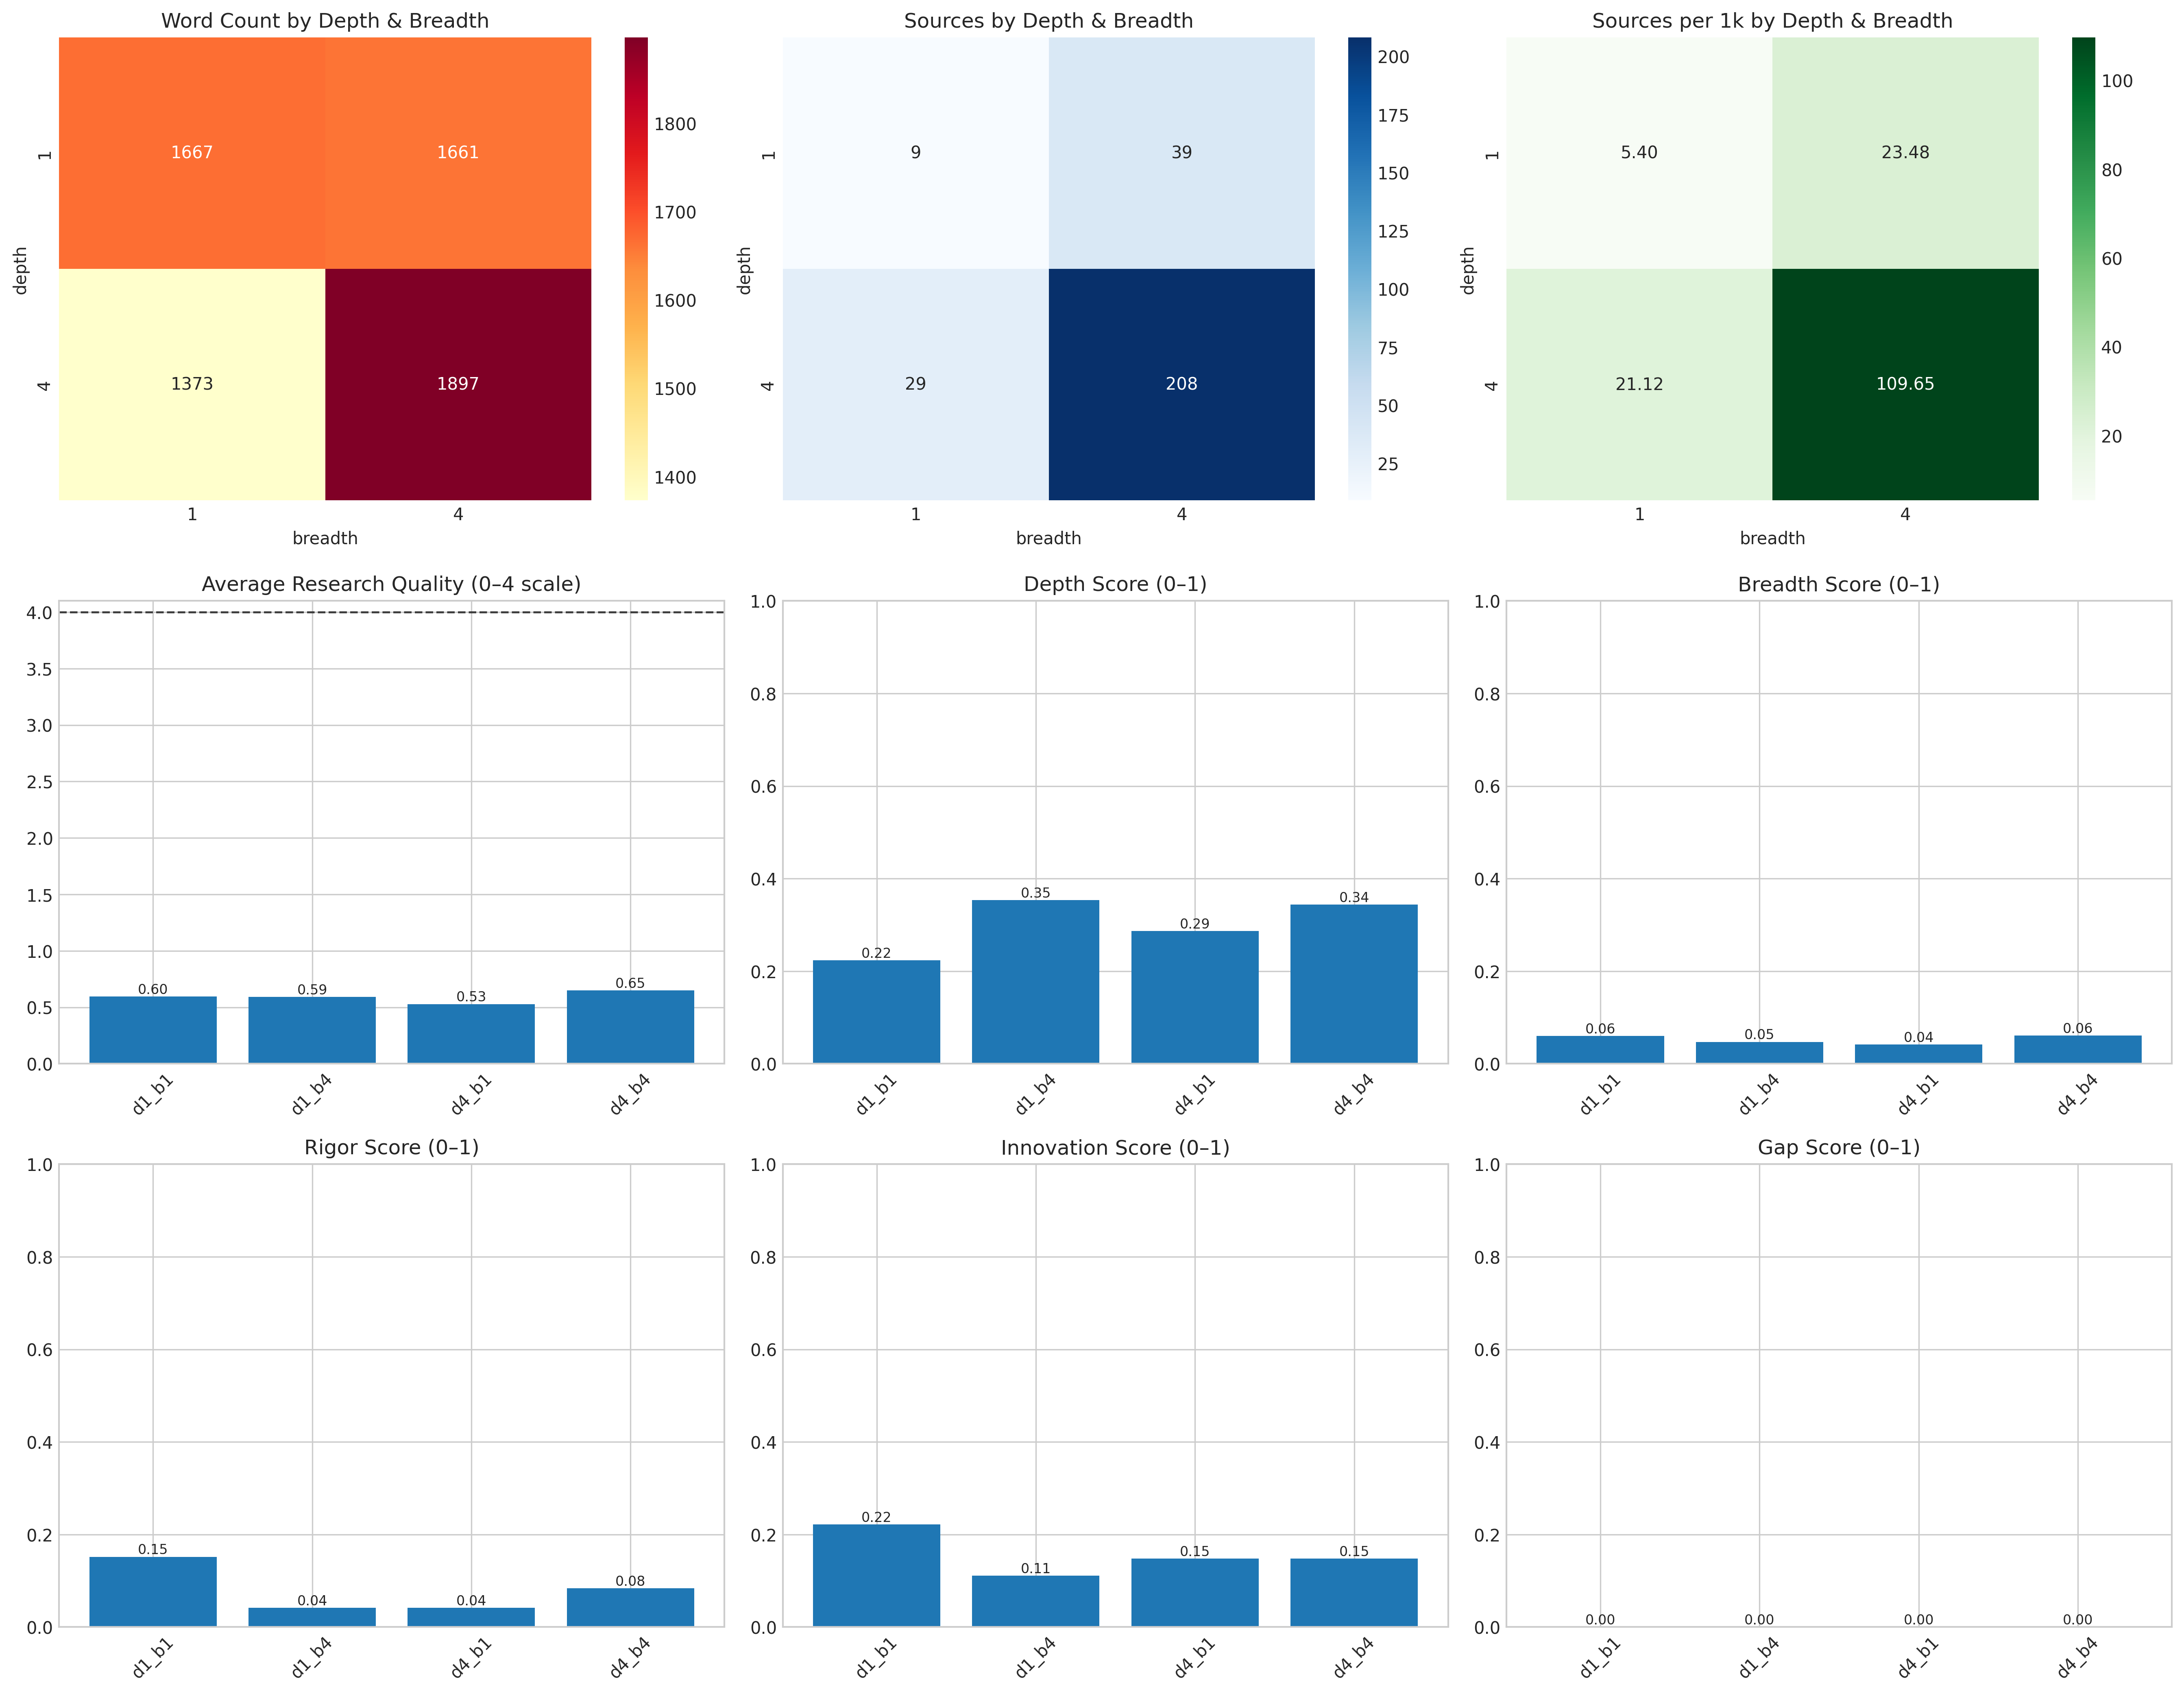 Word Count by Depth & Breadth
1667
1661
1373
1897
1
4
depth
1
4
breadth
1800
1700
1600
1500
1400
Sources by Depth & Breadth
9
39
29
208
1
4
depth
1
4
breadth
200
175
150
125
100
75
50
25
Sources per 1k by Depth & Breadth
5.40
23.48
21.12
109.65
1
4
depth
1
4
breadth
100
80
60
40
20
Average Research Quality (0–4 scale)
4.0
3.5
3.0
2.5
2.0
1.5
1.0
0.5
0.0
0.60
0.59
0.53
0.65
d1_b1
d1_b4
d4_b1
d4_b4
Depth Score (0–1)
1.0
0.8
0.6
0.4
0.2
0.0
0.22
0.35
0.29
0.34
d1_b1
d1_b4
d4_b1
d4_b4
Breadth Score (0–1)
1.0
0.8
0.6
0.4
0.2
0.0
0.06
0.05
0.04
0.06
d1_b1
d1_b4
d4_b1
d4_b4
Rigor Score (0–1)
1.0
0.8
0.6
0.4
0.2
0.0
0.15
0.04
0.04
0.08
d1_b1
d1_b4
d4_b1
d4_b4
Innovation Score (0–1)
1.0
0.8
0.6
0.4
0.2
0.0
0.22
0.11
0.15
0.15
d1_b1
d1_b4
d4_b1
d4_b4
Gap Score (0–1)
1.0
0.8
0.6
0.4
0.2
0.0
0.00
0.00
0.00
0.00
d1_b1
d1_b4
d4_b1
d4_b4